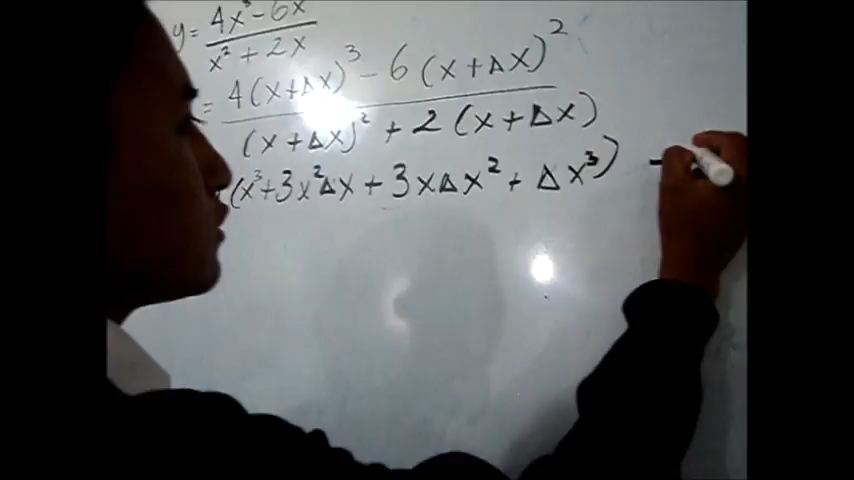 y = 4x³ - 6x
x² + 2x
= 4(x+Δx)³ - 6(x+Δx)²
(x+Δx)² + 2(x+Δx)
(x³+3x²Δx + 3xΔx² + Δx³) -